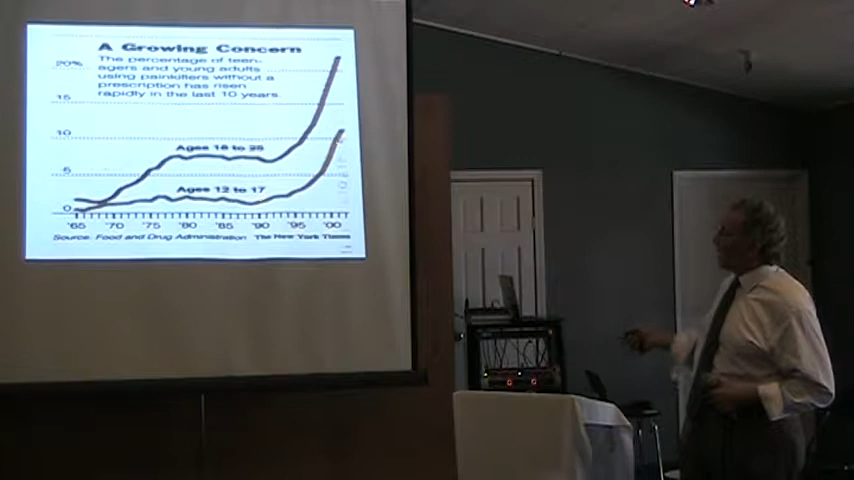 A Growing Concern
The percentage of teen-
agers and young adults
using painkillers without a
prescription has risen
rapidly in the last 10 years.
20%
15
10
5
0
Ages 18 to 25
Ages 12 to 17
'65 '70 '75 '80 '85 '90 '95 '00
Source: Food and Drug Administration The New York Times